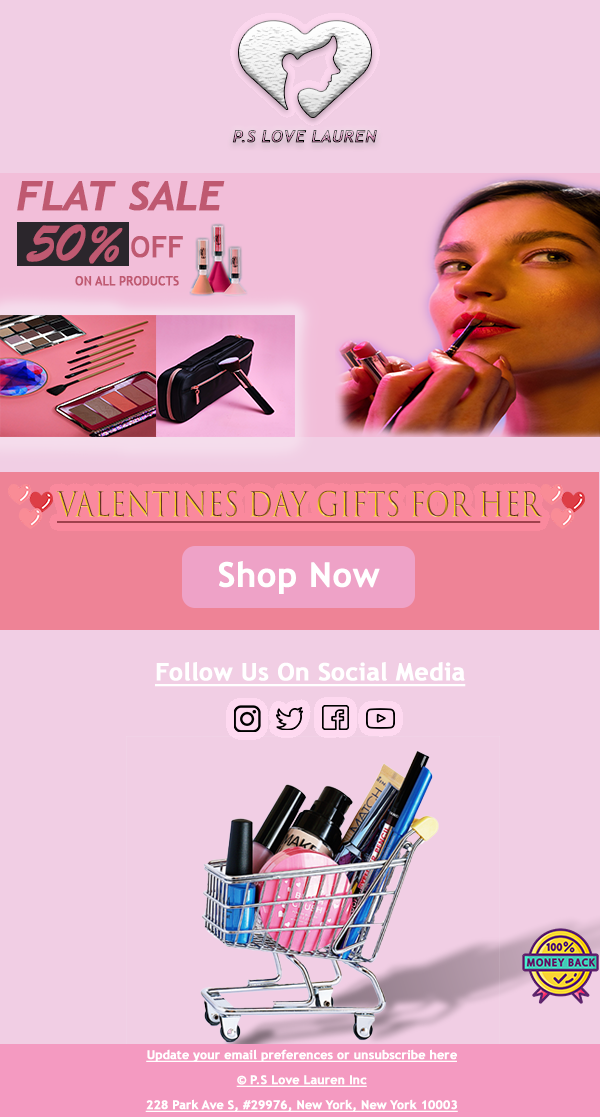 P.S LOVE LAUREN
FLAT SALE
50% OFF
ON ALL PRODUCTS
VALENTINES DAY GIFTS FOR HER
Shop Now
Follow Us On Social Media
MATCH
MAKE
100%
MONEY BACK
Update your email preferences or unsubscribe here
© P.S Love Lauren Inc
228 Park Ave S, #29976, New York, New York 10003